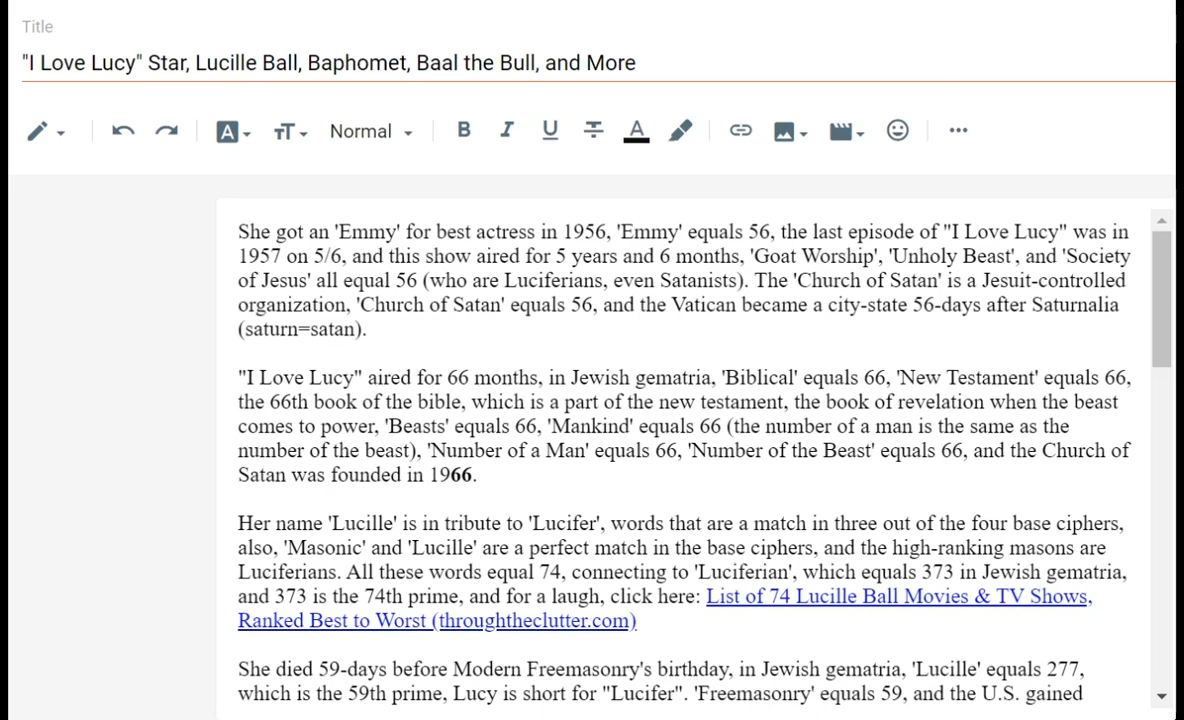 Title
"I Love Lucy" Star, Lucille Ball, Baphomet, Baal the Bull, and More
Normal
She got an 'Emmy' for best actress in 1956, 'Emmy' equals 56, the last episode of "I Love Lucy" was in
1957 on 5/6, and this show aired for 5 years and 6 months, 'Goat Worship', 'Unholy Beast', and 'Society
of Jesus' all equal 56 (who are Luciferians, even Satanists). The 'Church of Satan' is a Jesuit-controlled
organization, 'Church of Satan' equals 56, and the Vatican became a city-state 56-days after Saturnalia
(saturn=satan).
"I Love Lucy" aired for 66 months, in Jewish gematria, 'Biblical' equals 66, 'New Testament' equals 66,
the 66th book of the bible, which is a part of the new testament, the book of revelation when the beast
comes to power, 'Beasts' equals 66, 'Mankind' equals 66 (the number of a man is the same as the
number of the beast), 'Number of a Man' equals 66, 'Number of the Beast' equals 66, and the Church of
Satan was founded in 1966.
Her name 'Lucille' is in tribute to 'Lucifer', words that are a match in three out of the four base ciphers,
also, 'Masonic' and 'Lucille' are a perfect match in the base ciphers, and the high-ranking masons are
Luciferians. All these words equal 74, connecting to 'Luciferian', which equals 373 in Jewish gematria,
and 373 is the 74th prime, and for a laugh, click here: List of 74 Lucille Ball Movies & TV Shows,
Ranked Best to Worst (throughtheclutter.com)
She died 59-days before Modern Freemasonry's birthday, in Jewish gematria, 'Lucille' equals 277,
which is the 59th prime, Lucy is short for "Lucifer". 'Freemasonry' equals 59, and the U.S. gained